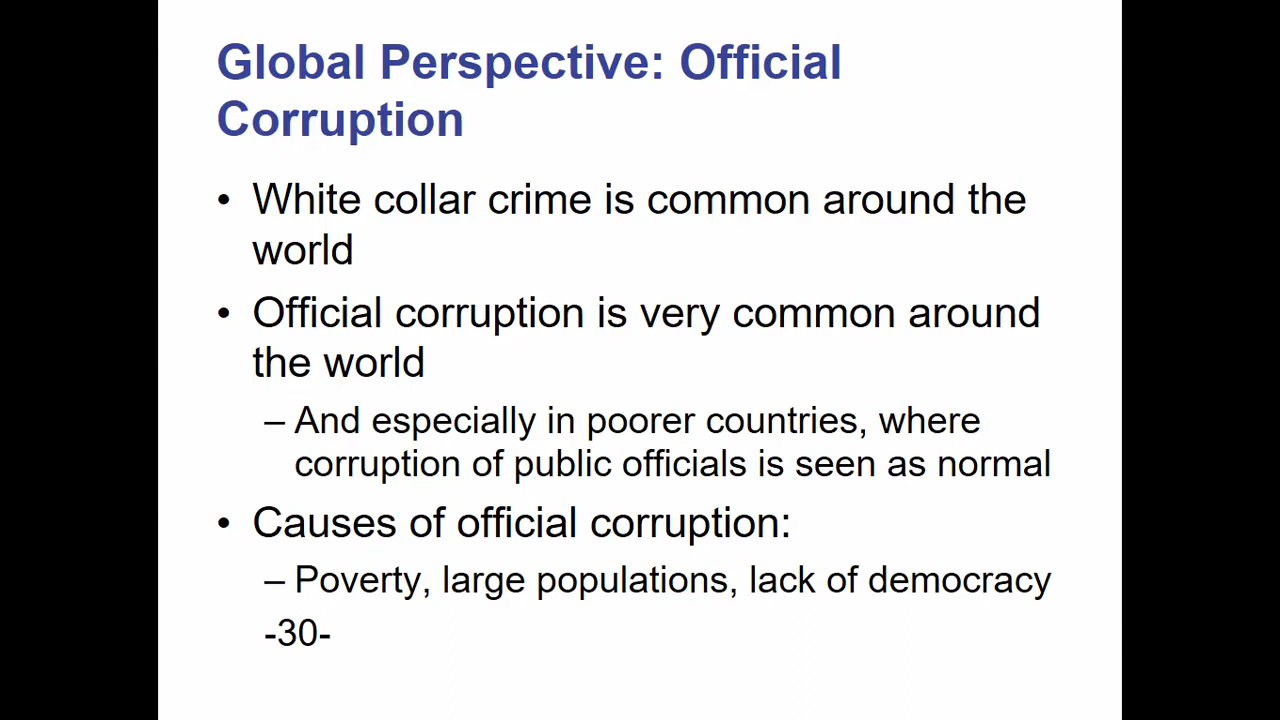 Global Perspective: Official
Corruption
• White collar crime is common around the
world
• Official corruption is very common around
the world
– And especially in poorer countries, where
corruption of public officials is seen as normal
• Causes of official corruption:
– Poverty, large populations, lack of democracy
-30-